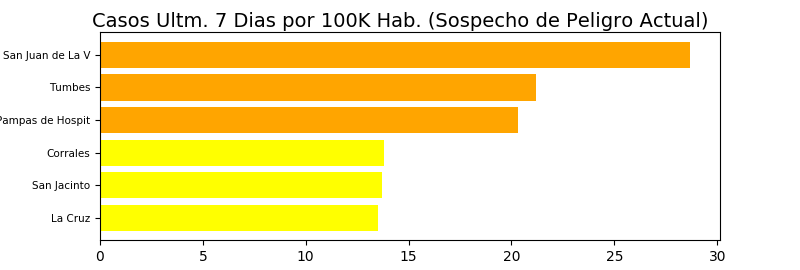 Casos Ultm. 7 Dias por 100K Hab. (Sospecho de Peligro Actual)
San Juan de La V
Tumbes
Pampas de Hospit
Corrales
San Jacinto
La Cruz
0 5 10 15 20 25 30